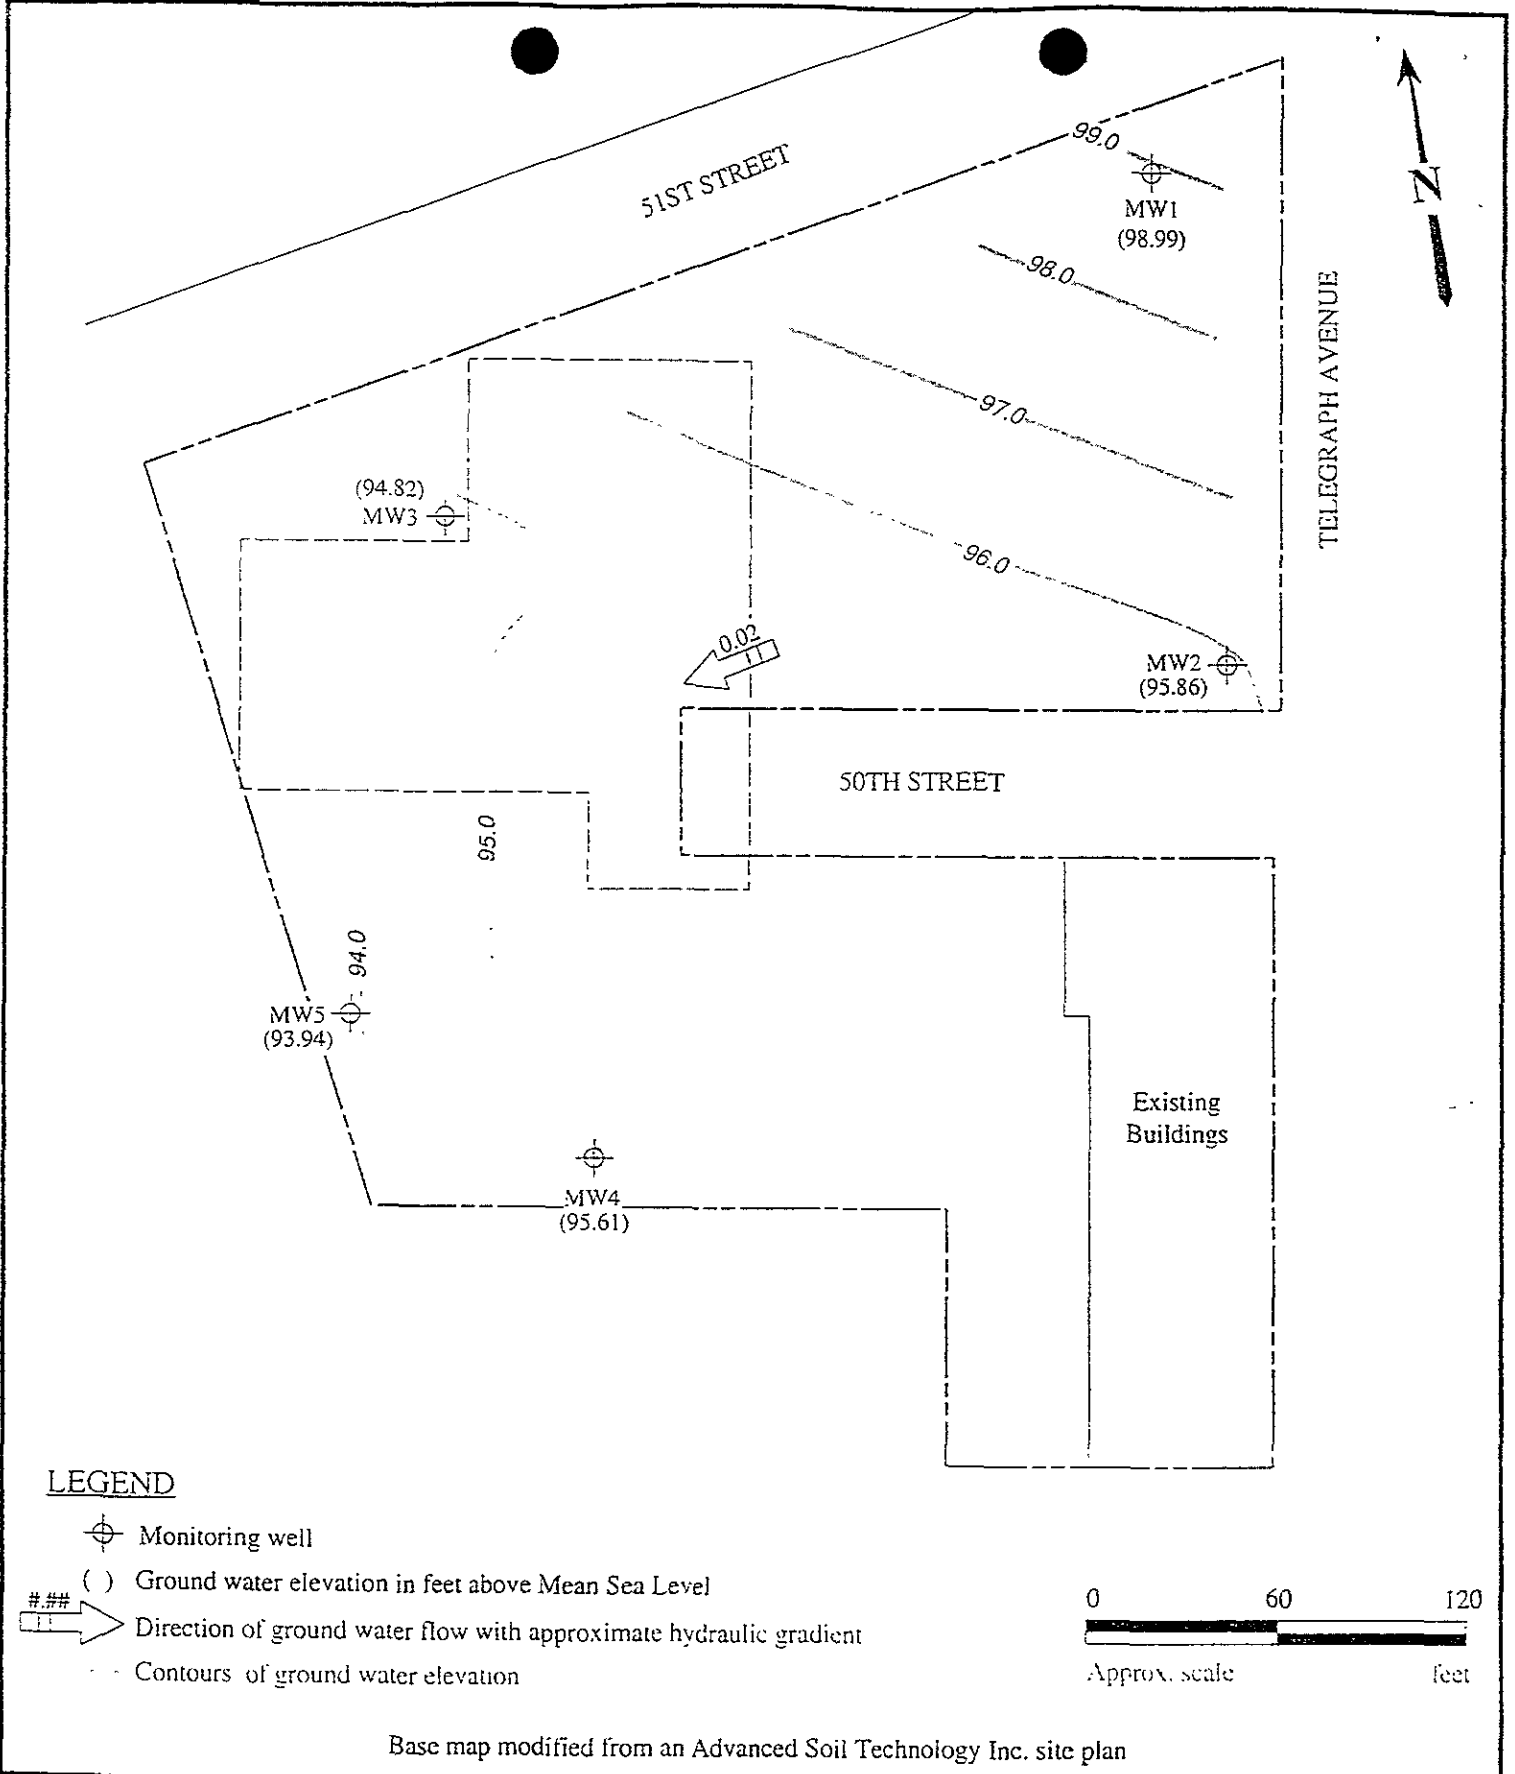 51ST STREET
99.0
MW1
(98.99)
N
98.0
TELEGRAPH AVENUE
97.0
(94.82)
MW3
96.0
0.02
MW2
(95.86)
50TH STREET
95.0
94.0
MW5
(93.94)
Existing
Buildings
MW4
(95.61)
LEGEND
Monitoring well
( ) Ground water elevation in feet above Mean Sea Level
#.##
Direction of ground water flow with approximate hydraulic gradient
Contours of ground water elevation
0 60 120
Approx. scale feet
Base map modified from an Advanced Soil Technology Inc. site plan